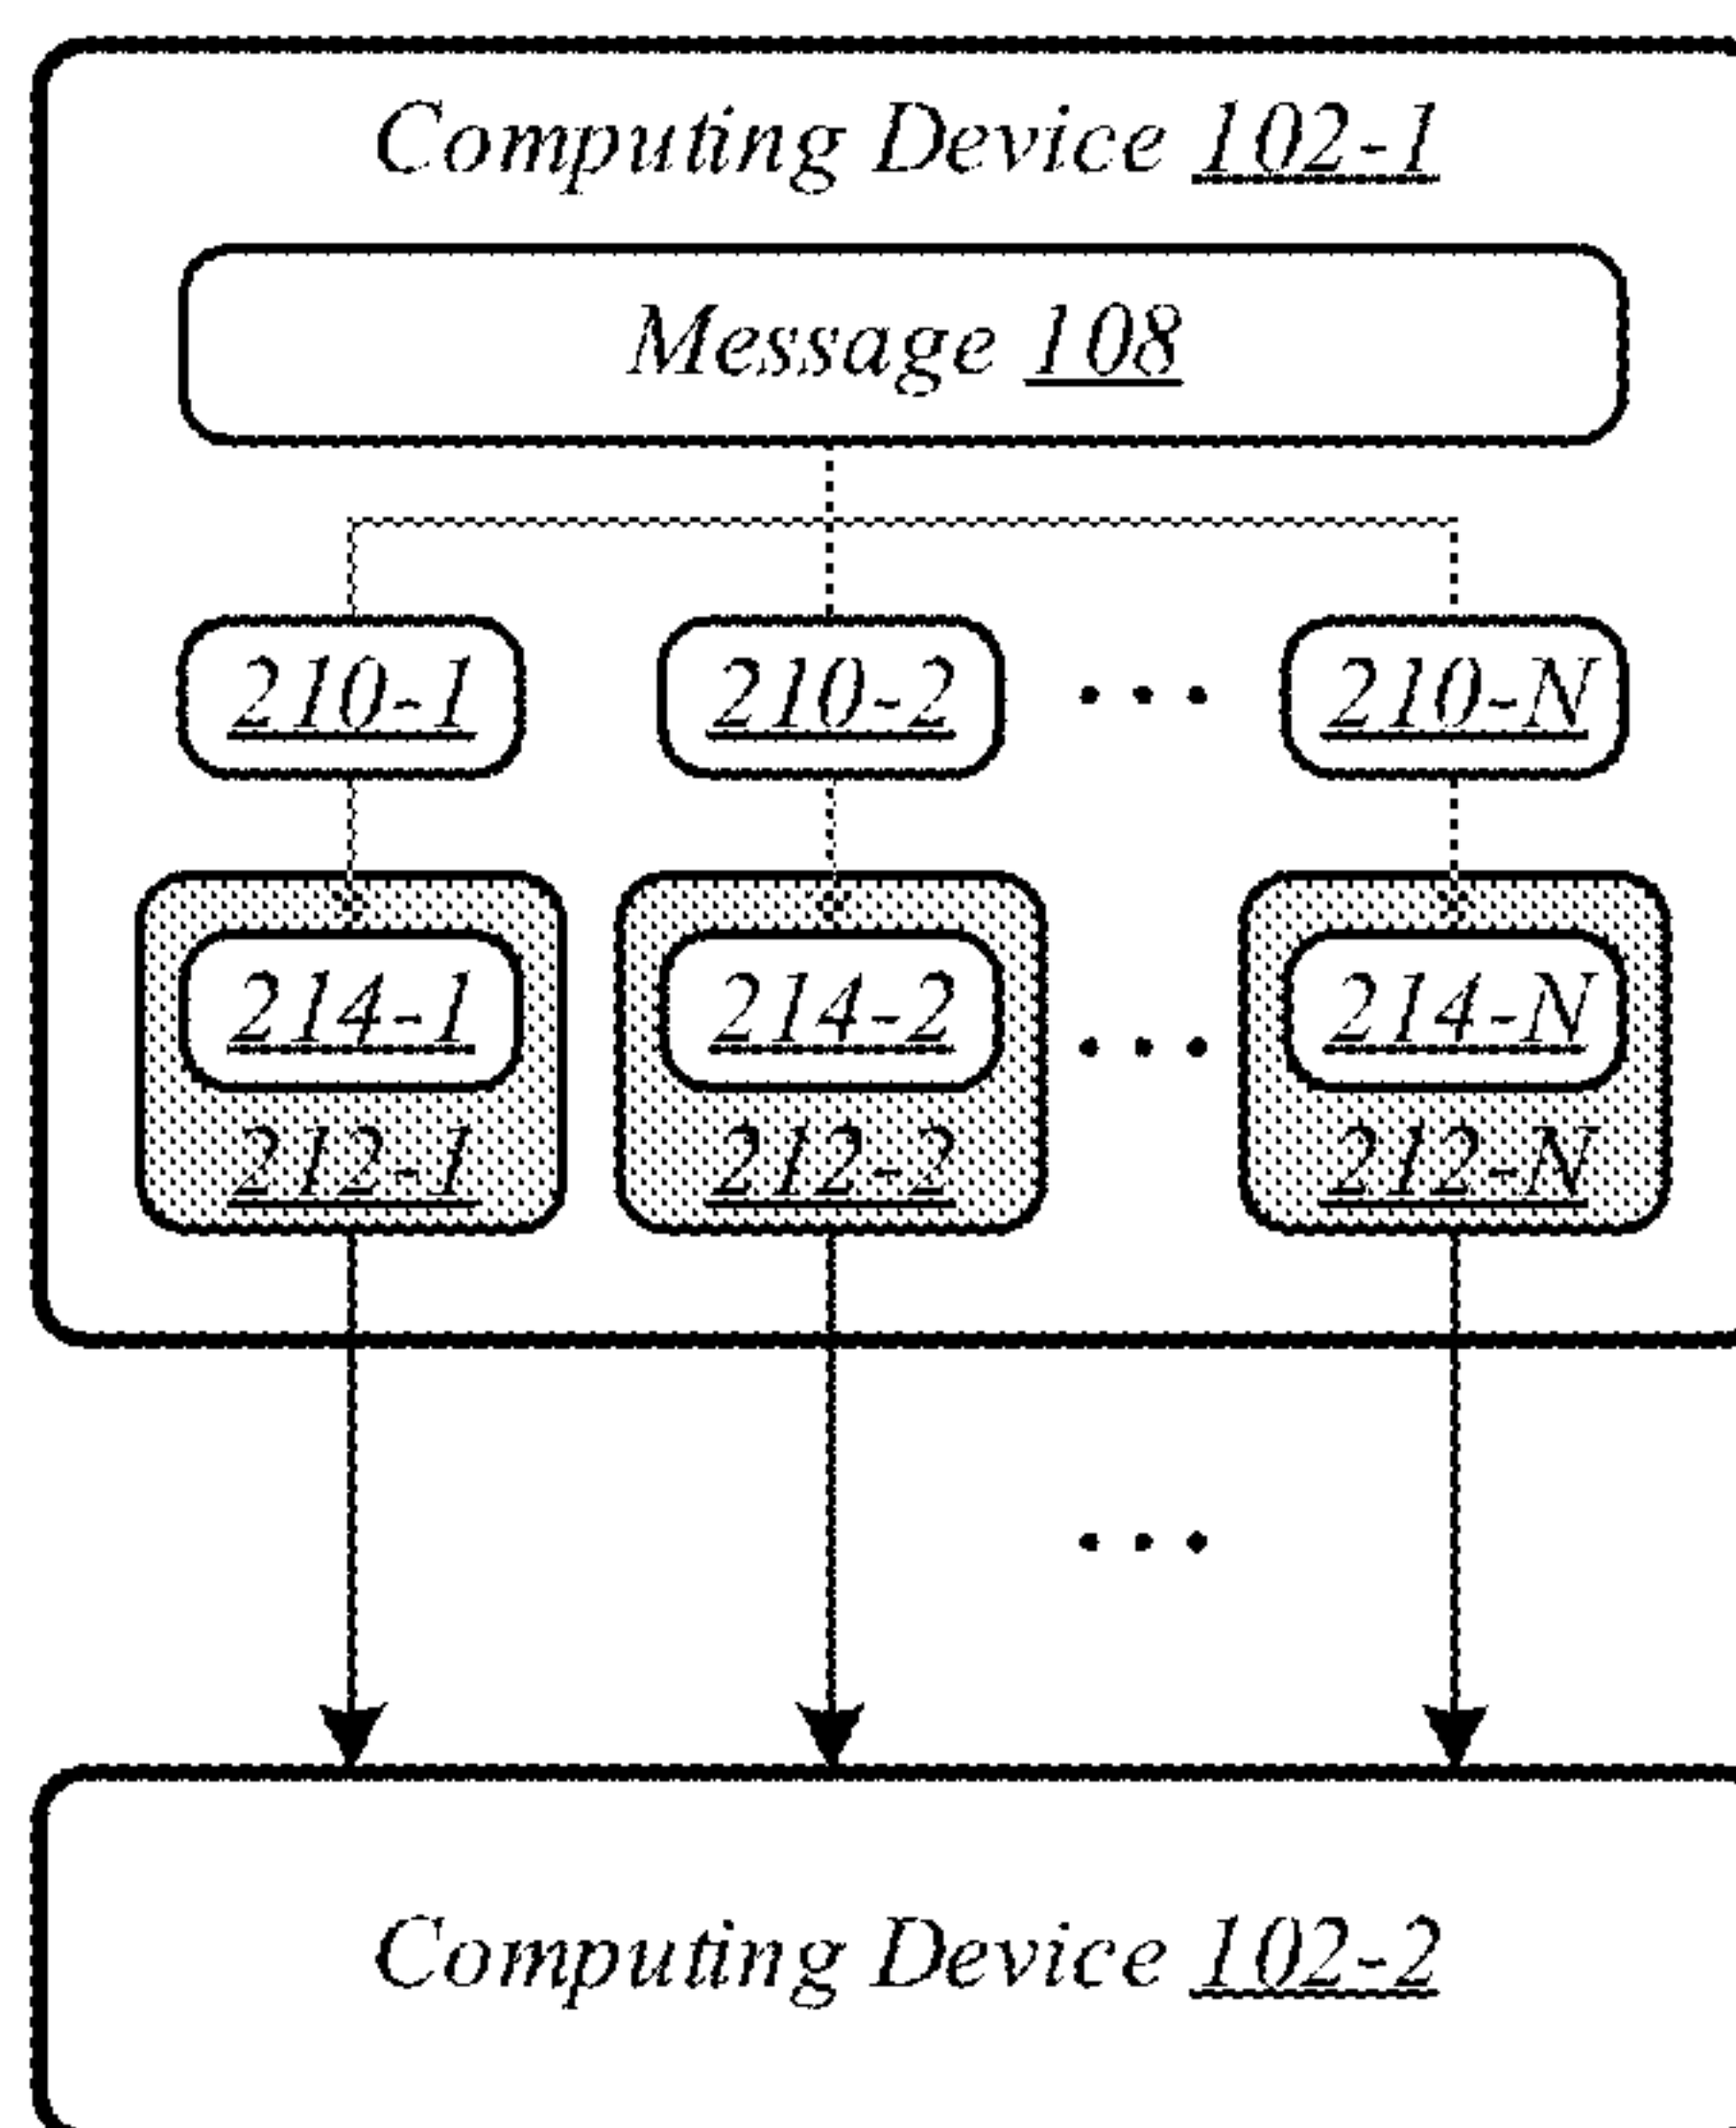 Computing Device 102-1
Message 108
210-1 210-2 • • • 210-N
214-1 214-2 • • • 214-N
212-1 212-2 212-N
• • •
Computing Device 102-2